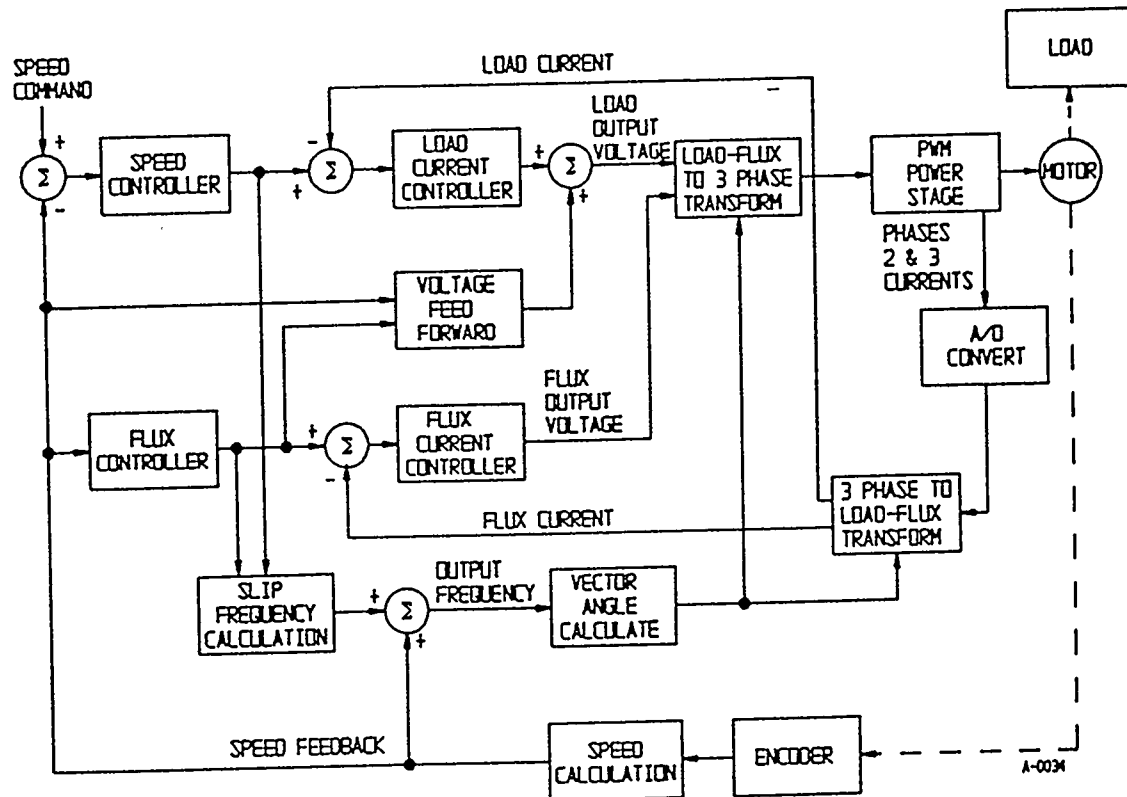 LOAD
SPEED
COMMAND
LOAD CURRENT
-
LOAD
OUTPUT
VOLTAGE
+
SPEED
CONTROLLER
Σ
-
-
Σ
+
LOAD
CURRENT
CONTROLLER
+
Σ
+
LOAD-FLUX
TO 3 PHASE
TRANSFORM
PWM
POWER
STAGE
MOTOR
PHASES
2 & 3
CURRENTS
VOLTAGE
FEED
FORWARD
A/D
CONVERT
FLUX
OUTPUT
VOLTAGE
FLUX
CONTROLLER
+
Σ
-
FLUX
CURRENT
CONTROLLER
FLUX CURRENT
3 PHASE TO
LOAD-FLUX
TRANSFORM
SLIP
FREQUENCY
CALCULATION
+
Σ
+
OUTPUT
FREQUENCY
VECTOR
ANGLE
CALCULATE
SPEED FEEDBACK
SPEED
CALCULATION
ENCODER
A-0034